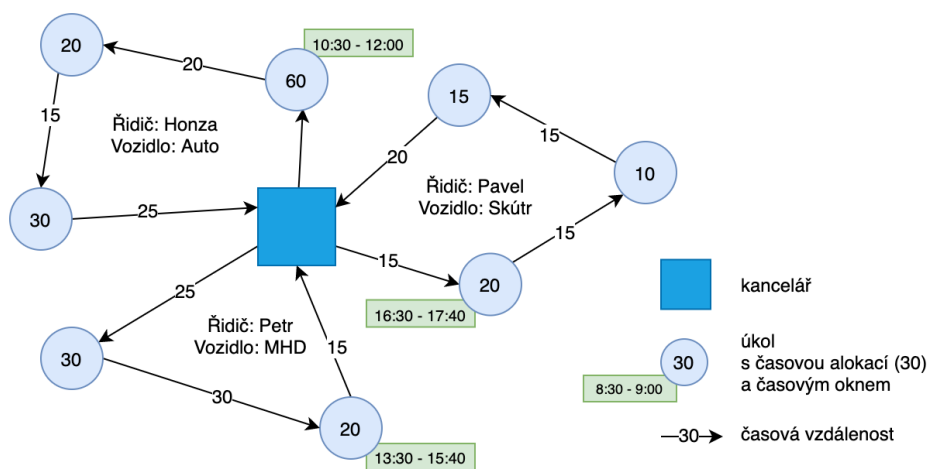 10:30 - 12:00
20
20
60
15
15
Řidič: Honza
Vozidlo: Auto
15
20
10
Řidič: Pavel
Vozidlo: Skútr
30
25
15
15
20
kancelář
25
16:30 - 17:40
Řidič: Petr
Vozidlo: MHD
15
30
30
20
13:30 - 15:40
úkol
s časovou alokací (30)
a časovým oknem
30
8:30 - 9:00
30
časová vzdálenost